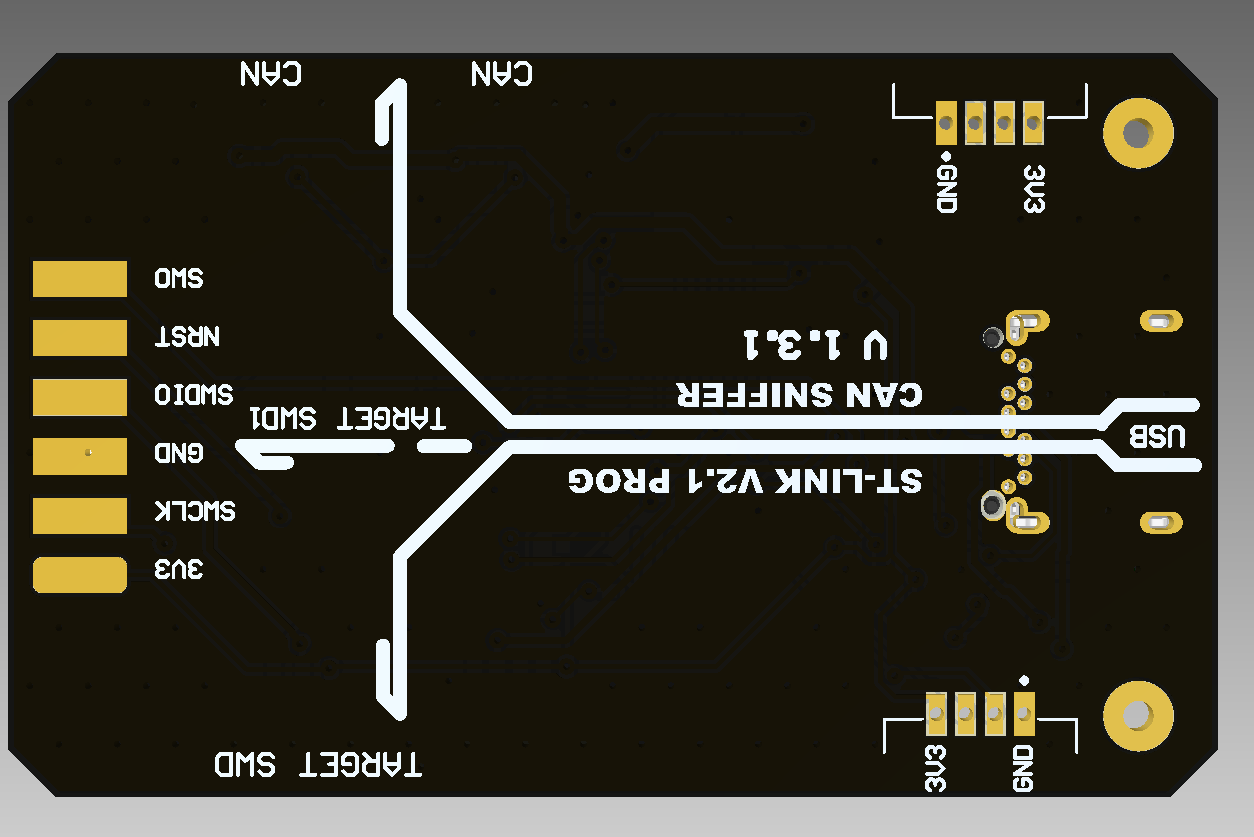 CAN
CAN
GND
3V3
SWO
NRST
SWDIO
GND
SWCLK
3V3
TARGET SWD1
V 1.3.1
CAN SNIFFER
USB
ST-LINK V2.1 PROG
TARGET SWD
3V3
GND